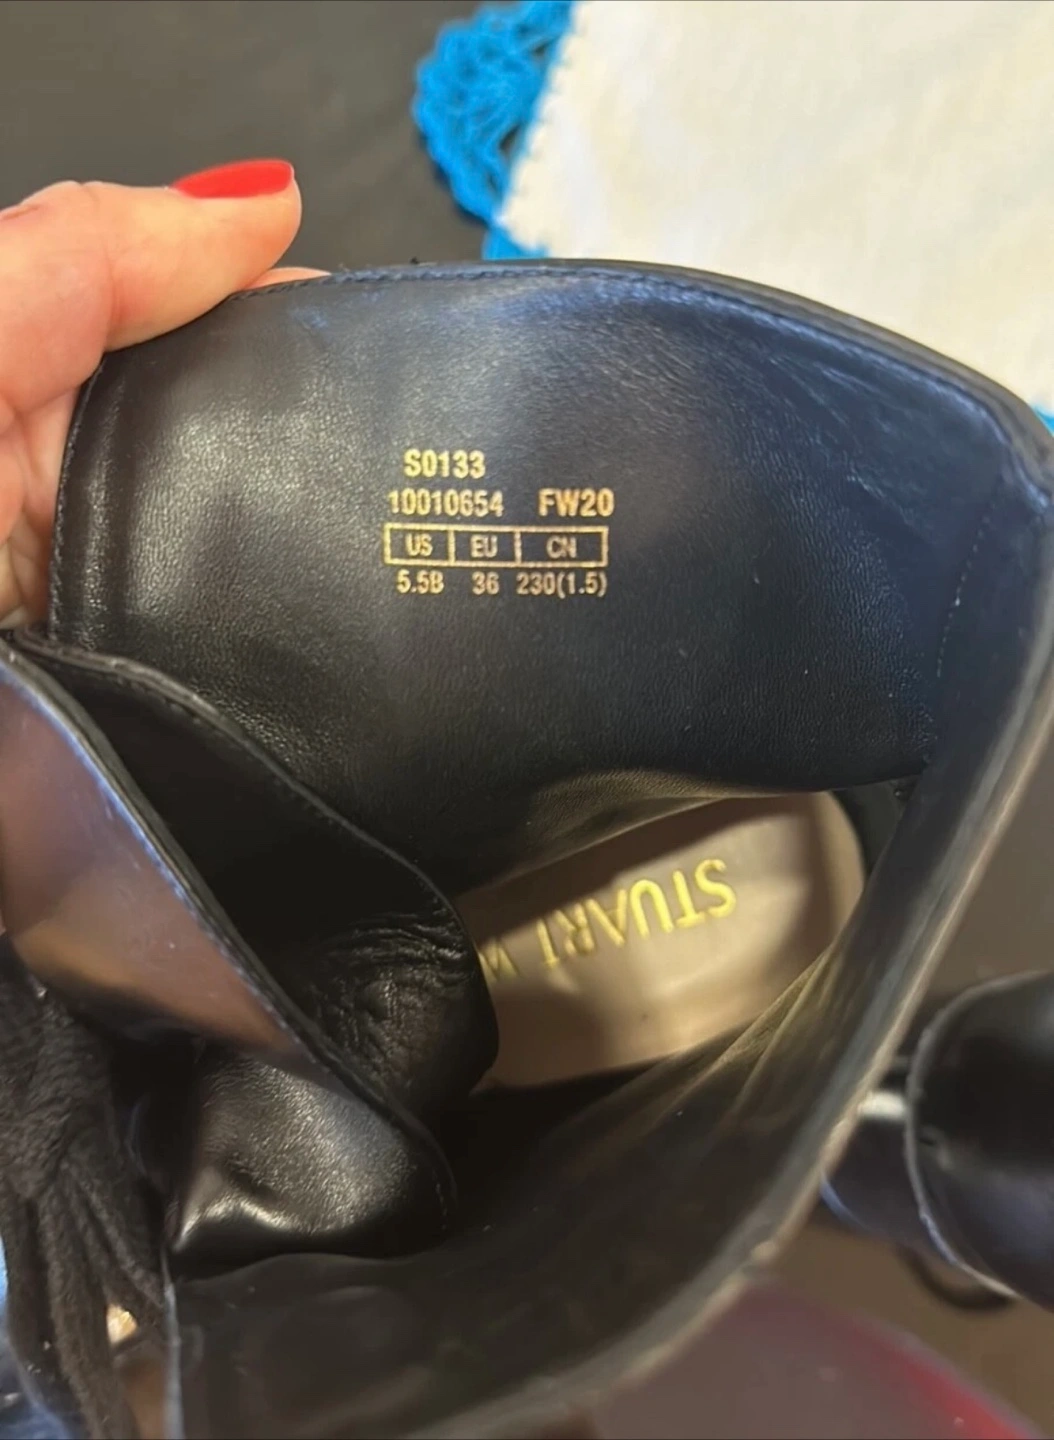 S0133
10010654 FW20
US EU CN
5.5B 36 230(1.5)
STUART